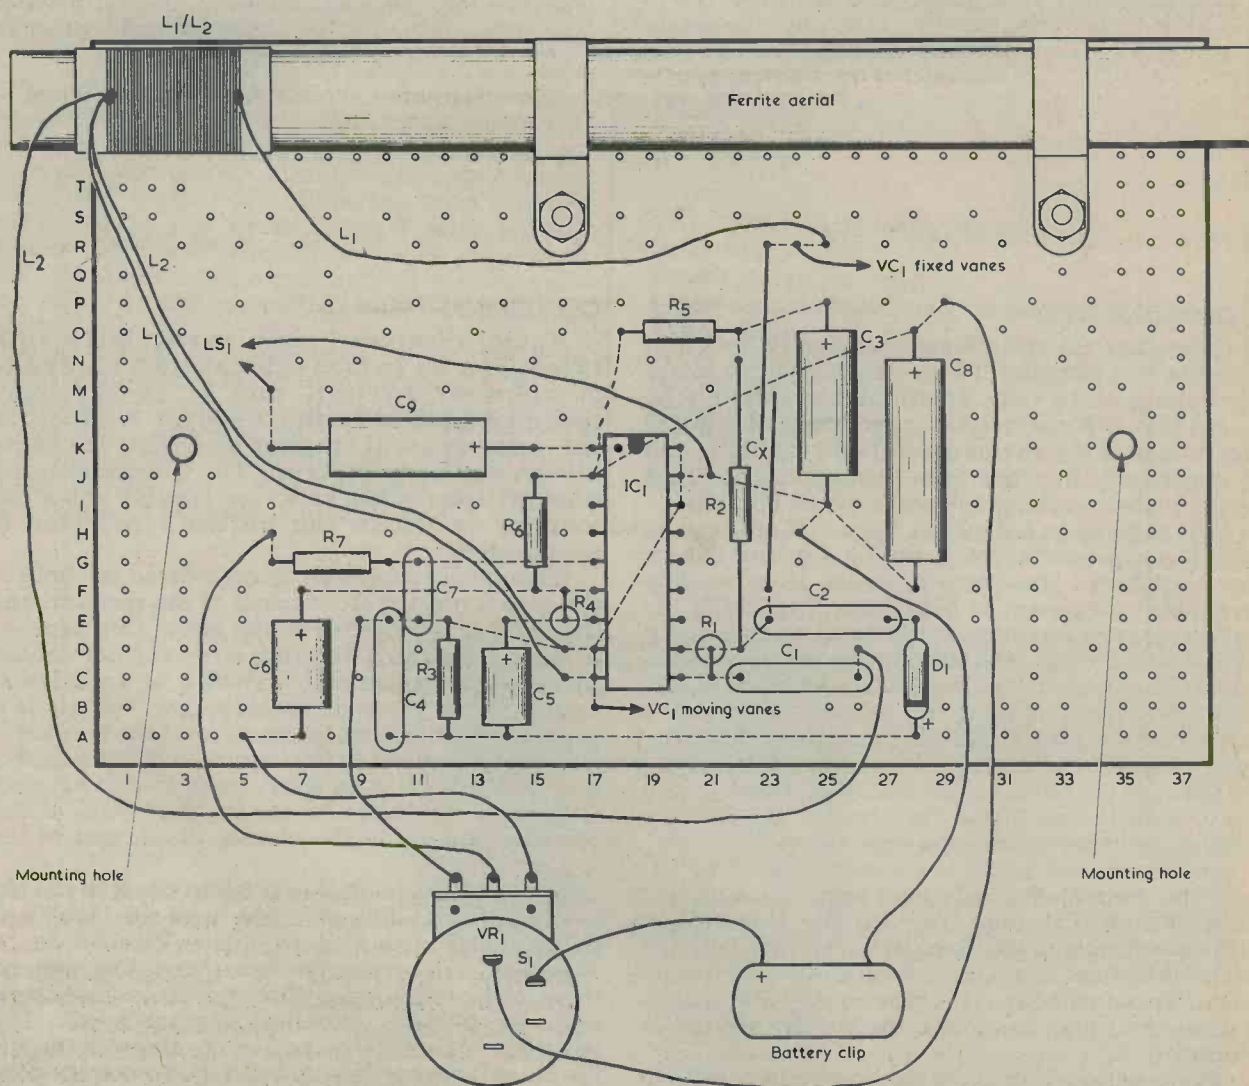 L1/L2
Ferrite aerial
T
S
R
Q
P
O
N
M
L
K
J
I
H
G
F
E
D
C
B
A
L2
L2
L1
L1
VC1 fixed vanes
LS1
R5
C3
C8
C9
CX
IC1
R2
R6
R7
C7
R4
C2
R1
C6
R3
C1
D1
C4
C5
VC1 moving vanes
+
+
+
+
+
+
1 3 5 7 9 11 13 15 17 19 21 23 25 27 29 31 33 35 37
Mounting hole
Mounting hole
VR1
S1
+ −
Battery clip